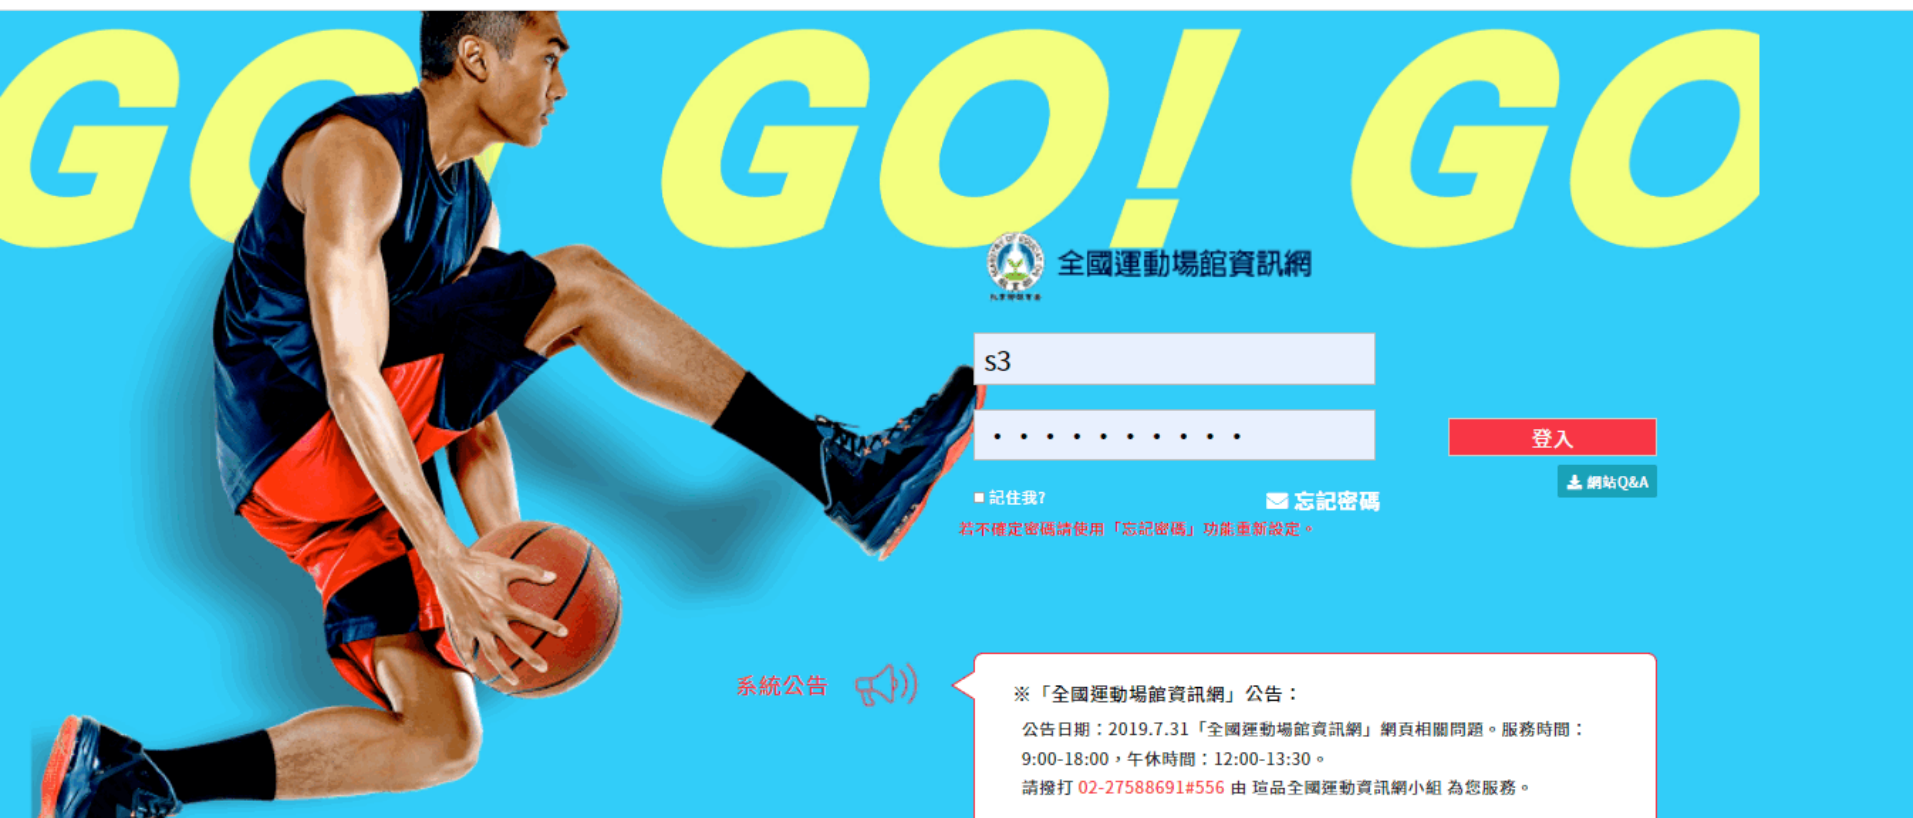 GO! GO! GO
全國運動場館資訊網
s3
登入
網站Q&A
記住我?
忘記密碼
若不確定密碼請使用「忘記密碼」功能重新設定。
系統公告
※「全國運動場館資訊網」公告：
公告日期：2019.7.31「全國運動場館資訊網」網頁相關問題。服務時間：
9:00-18:00，午休時間：12:00-13:30。
請撥打 02-27588691#556 由 瑄品全國運動資訊網小組 為您服務。